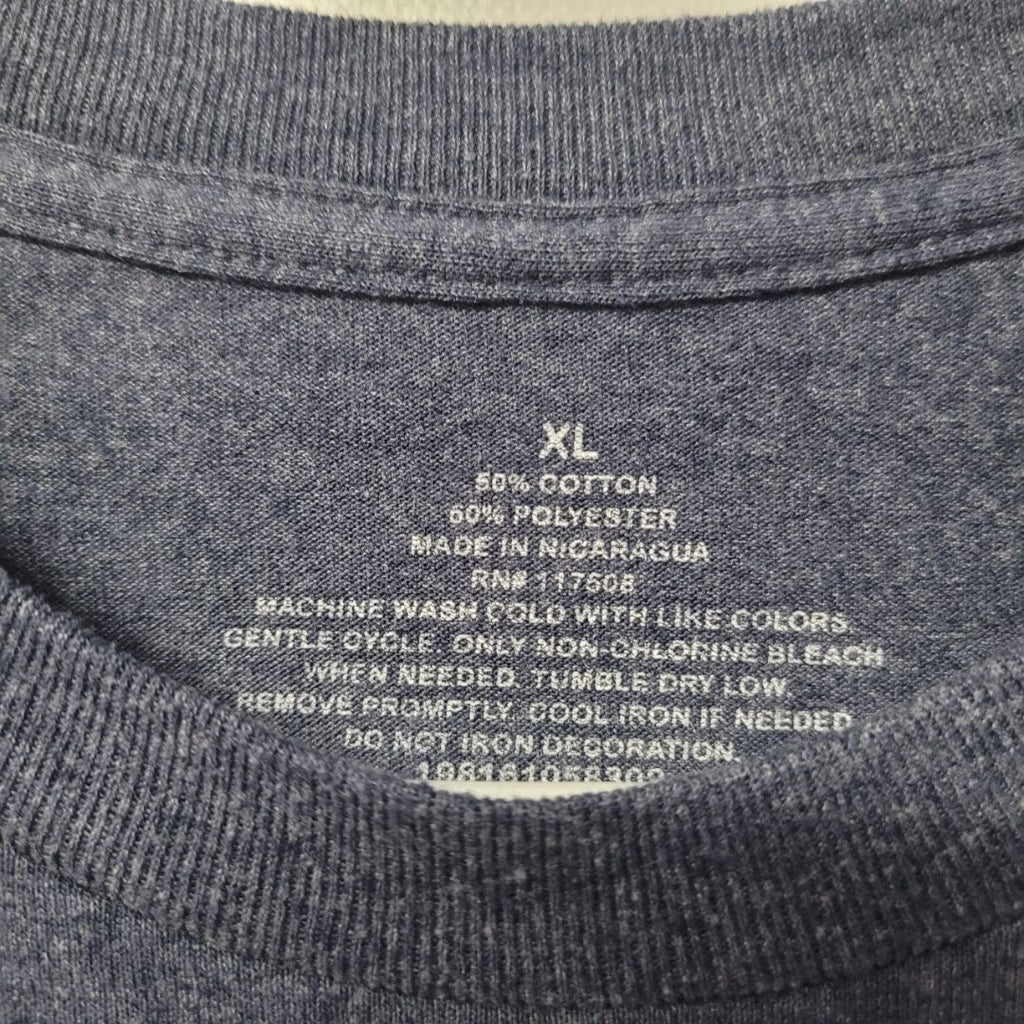 XL
50% COTTON
50% POLYESTER
MADE IN NICARAGUA
RN# 117508
MACHINE WASH COLD WITH LIKE COLORS.
GENTLE CYCLE. ONLY NON-CHLORINE BLEACH
WHEN NEEDED. TUMBLE DRY LOW.
REMOVE PROMPTLY. COOL IRON IF NEEDED.
DO NOT IRON DECORATION.